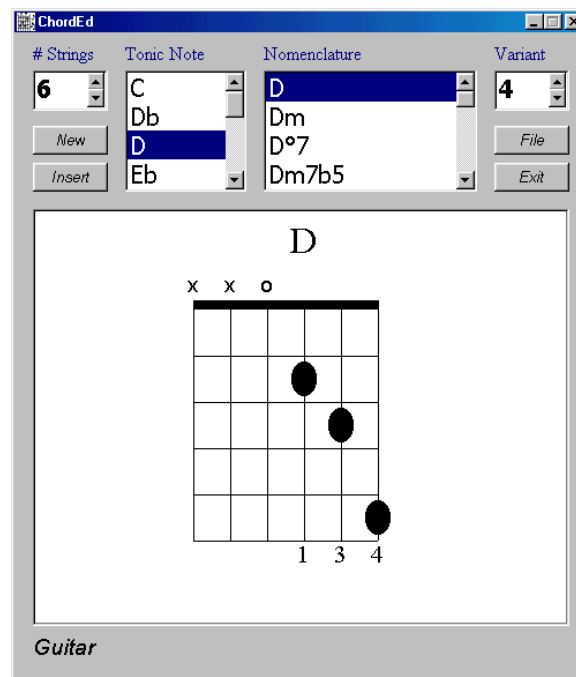 ChordEd
# Strings Tonic Note Nomenclature Variant
6 C D 4
Db Dm
New D D°7 File
Insert Eb Dm7b5 Exit
D
x x o
1 3 4
Guitar